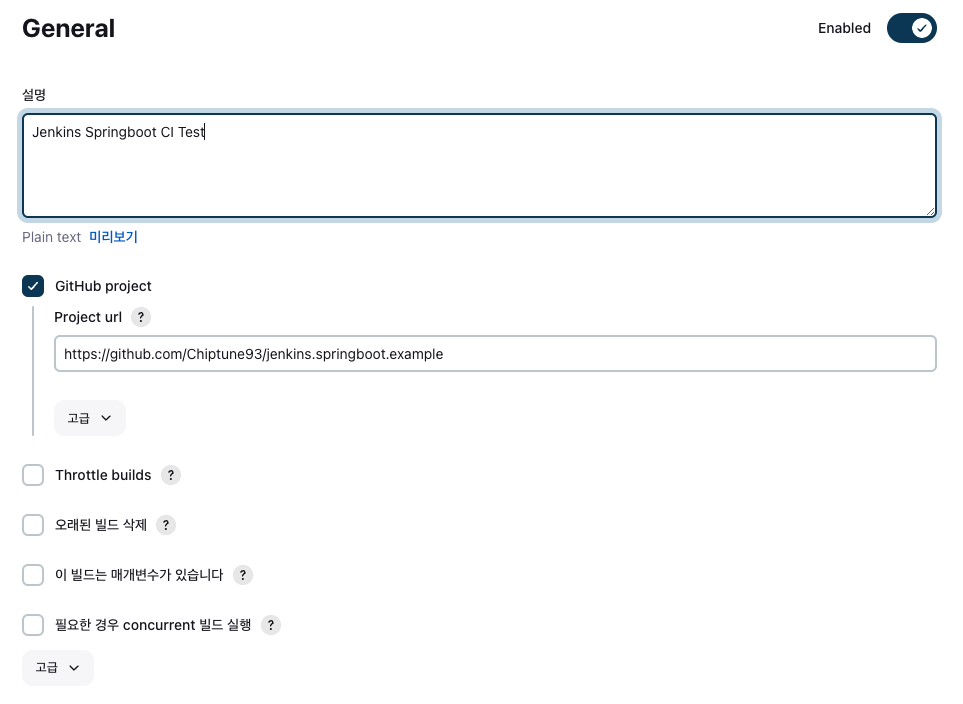 General
Enabled
설명
Jenkins Springboot CI Test
Plain text 미리보기
GitHub project
Project url ?
https://github.com/Chiptune93/jenkins.springboot.example
고급
Throttle builds ?
오래된 빌드 삭제 ?
이 빌드는 매개변수가 있습니다 ?
필요한 경우 concurrent 빌드 실행 ?
고급